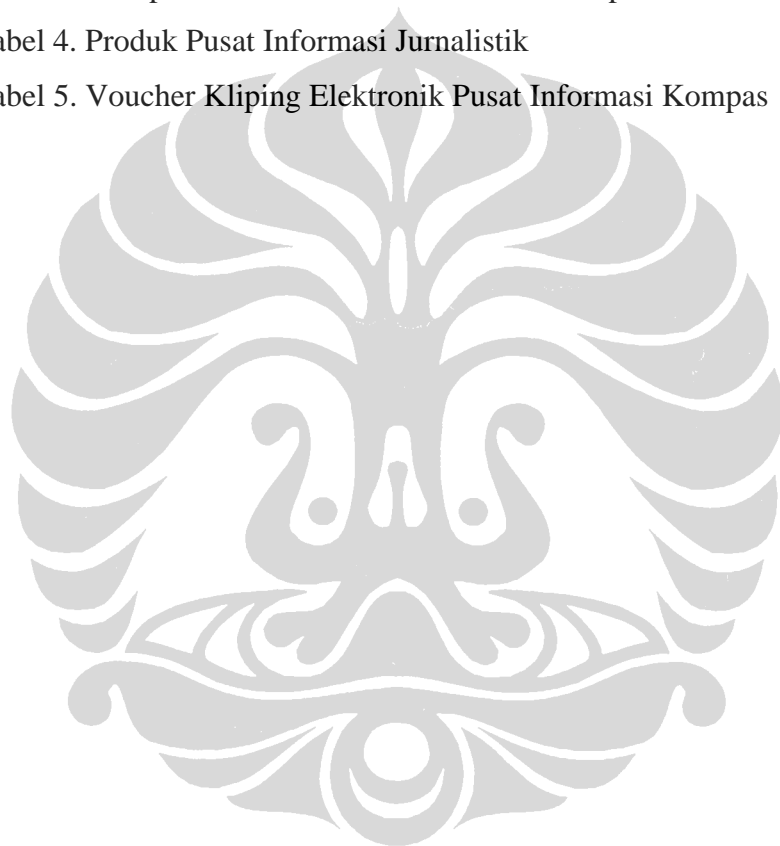 abel 4. Produk Pusat Informasi Jurnalistik
abel 5. Voucher Kliping Elektronik Pusat Informasi Kompas